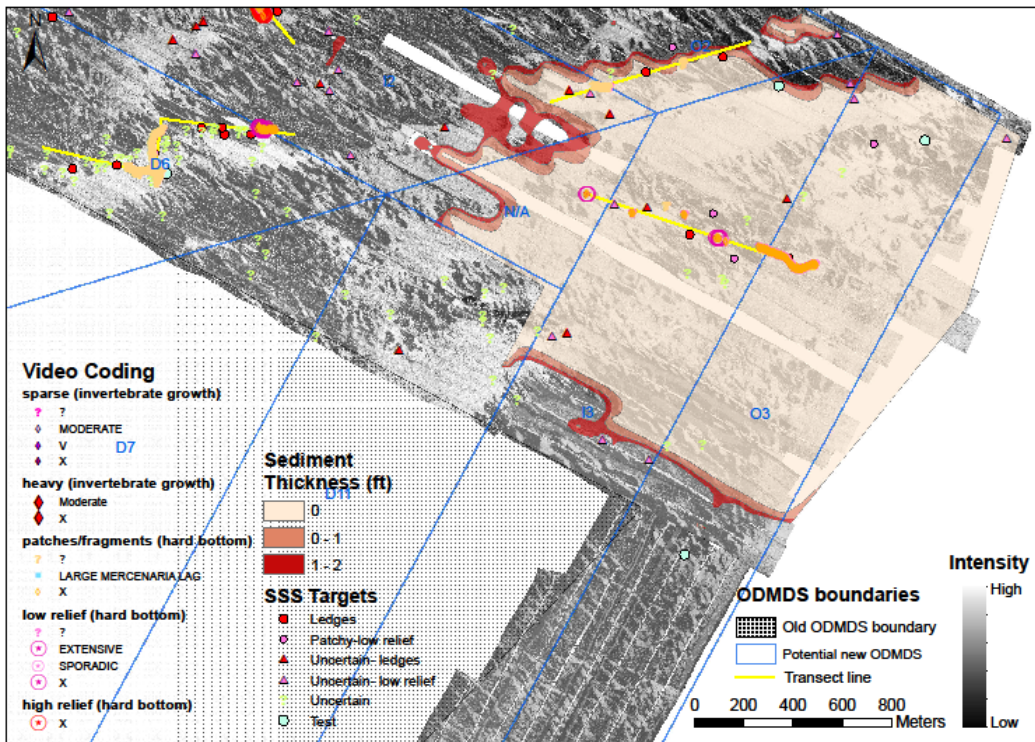 N
D6
N/A
I3
O3
Video Coding
sparse (invertebrate growth)
? ?
MODERATE
V
X
D7
heavy (invertebrate growth)
Moderate
X
patches/fragments (hard bottom)
? ?
LARGE MERCENARIA LAG
X
low relief (hard bottom)
? ?
EXTENSIVE
SPORADIC
X
high relief (hard bottom)
X
Sediment
Thickness (ft)
D11
0
0 - 1
1 - 2
SSS Targets
Ledges
Patchy-low relief
Uncertain- ledges
Uncertain- low relief
? Uncertain
Test
ODMDS boundaries
Old ODMDS boundary
Potential new ODMDS
Transect line
0 200 400 600 800
Meters
Intensity
High
Low